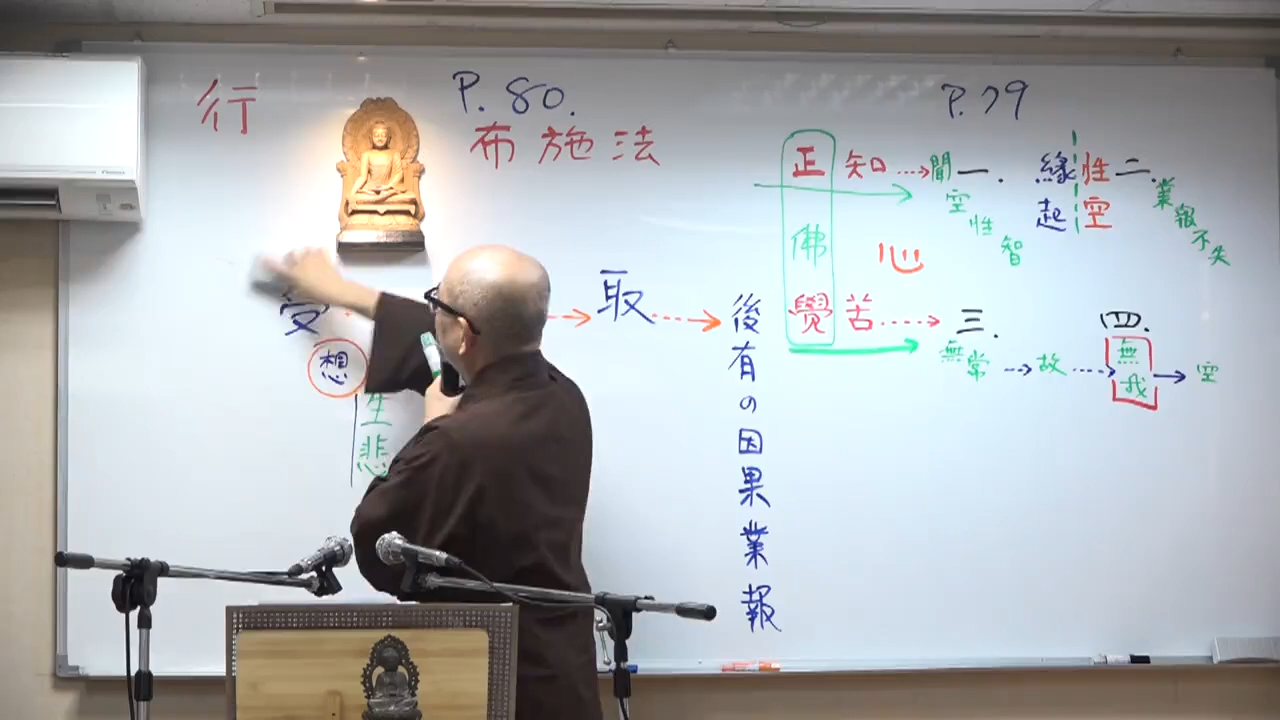 行
P. 80.
布施法
受
想
生悲
取
後有の因果業報
P.79
正知
聞空性智
一.
緣起性空
二.
業報不失
佛
心
覺苦
三.
無常
故
四.
無我
空